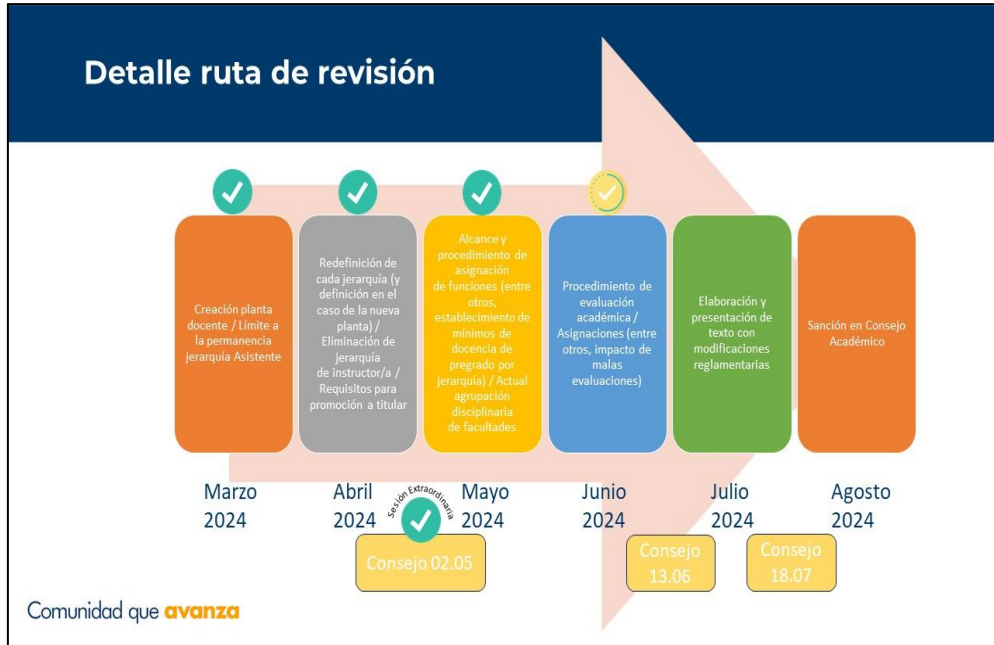 Detalle ruta de revisión
Creación planta
docente / Límite a
la permanencia
jerarquía Asistente
Redefinición de
cada jerarquía (y
definición en el
caso de la nueva
planta) /
Eliminación de
jerarquía
de instructor/a /
Requisitos para
promoción a titular
Alcance y
procedimiento de
asignación
de funciones (entre
otros,
establecimiento de
mínimos de
docencia de
pregrado por
jerarquía) / Actual
agrupación
disciplinaria
de facultades
Procedimiento de
evaluación
académica /
Asignaciones (entre
otros, impacto de
malas
evaluaciones)
Elaboración y
presentación de
texto con
modificaciones
reglamentarias
Sanción en Consejo
Académico
Marzo
2024
Abril
2024
Mayo
2024
Junio
2024
Julio
2024
Agosto
2024
Sesión Extraordinaria
Consejo 02.05
Consejo
13.06
Consejo
18.07
Comunidad que avanza